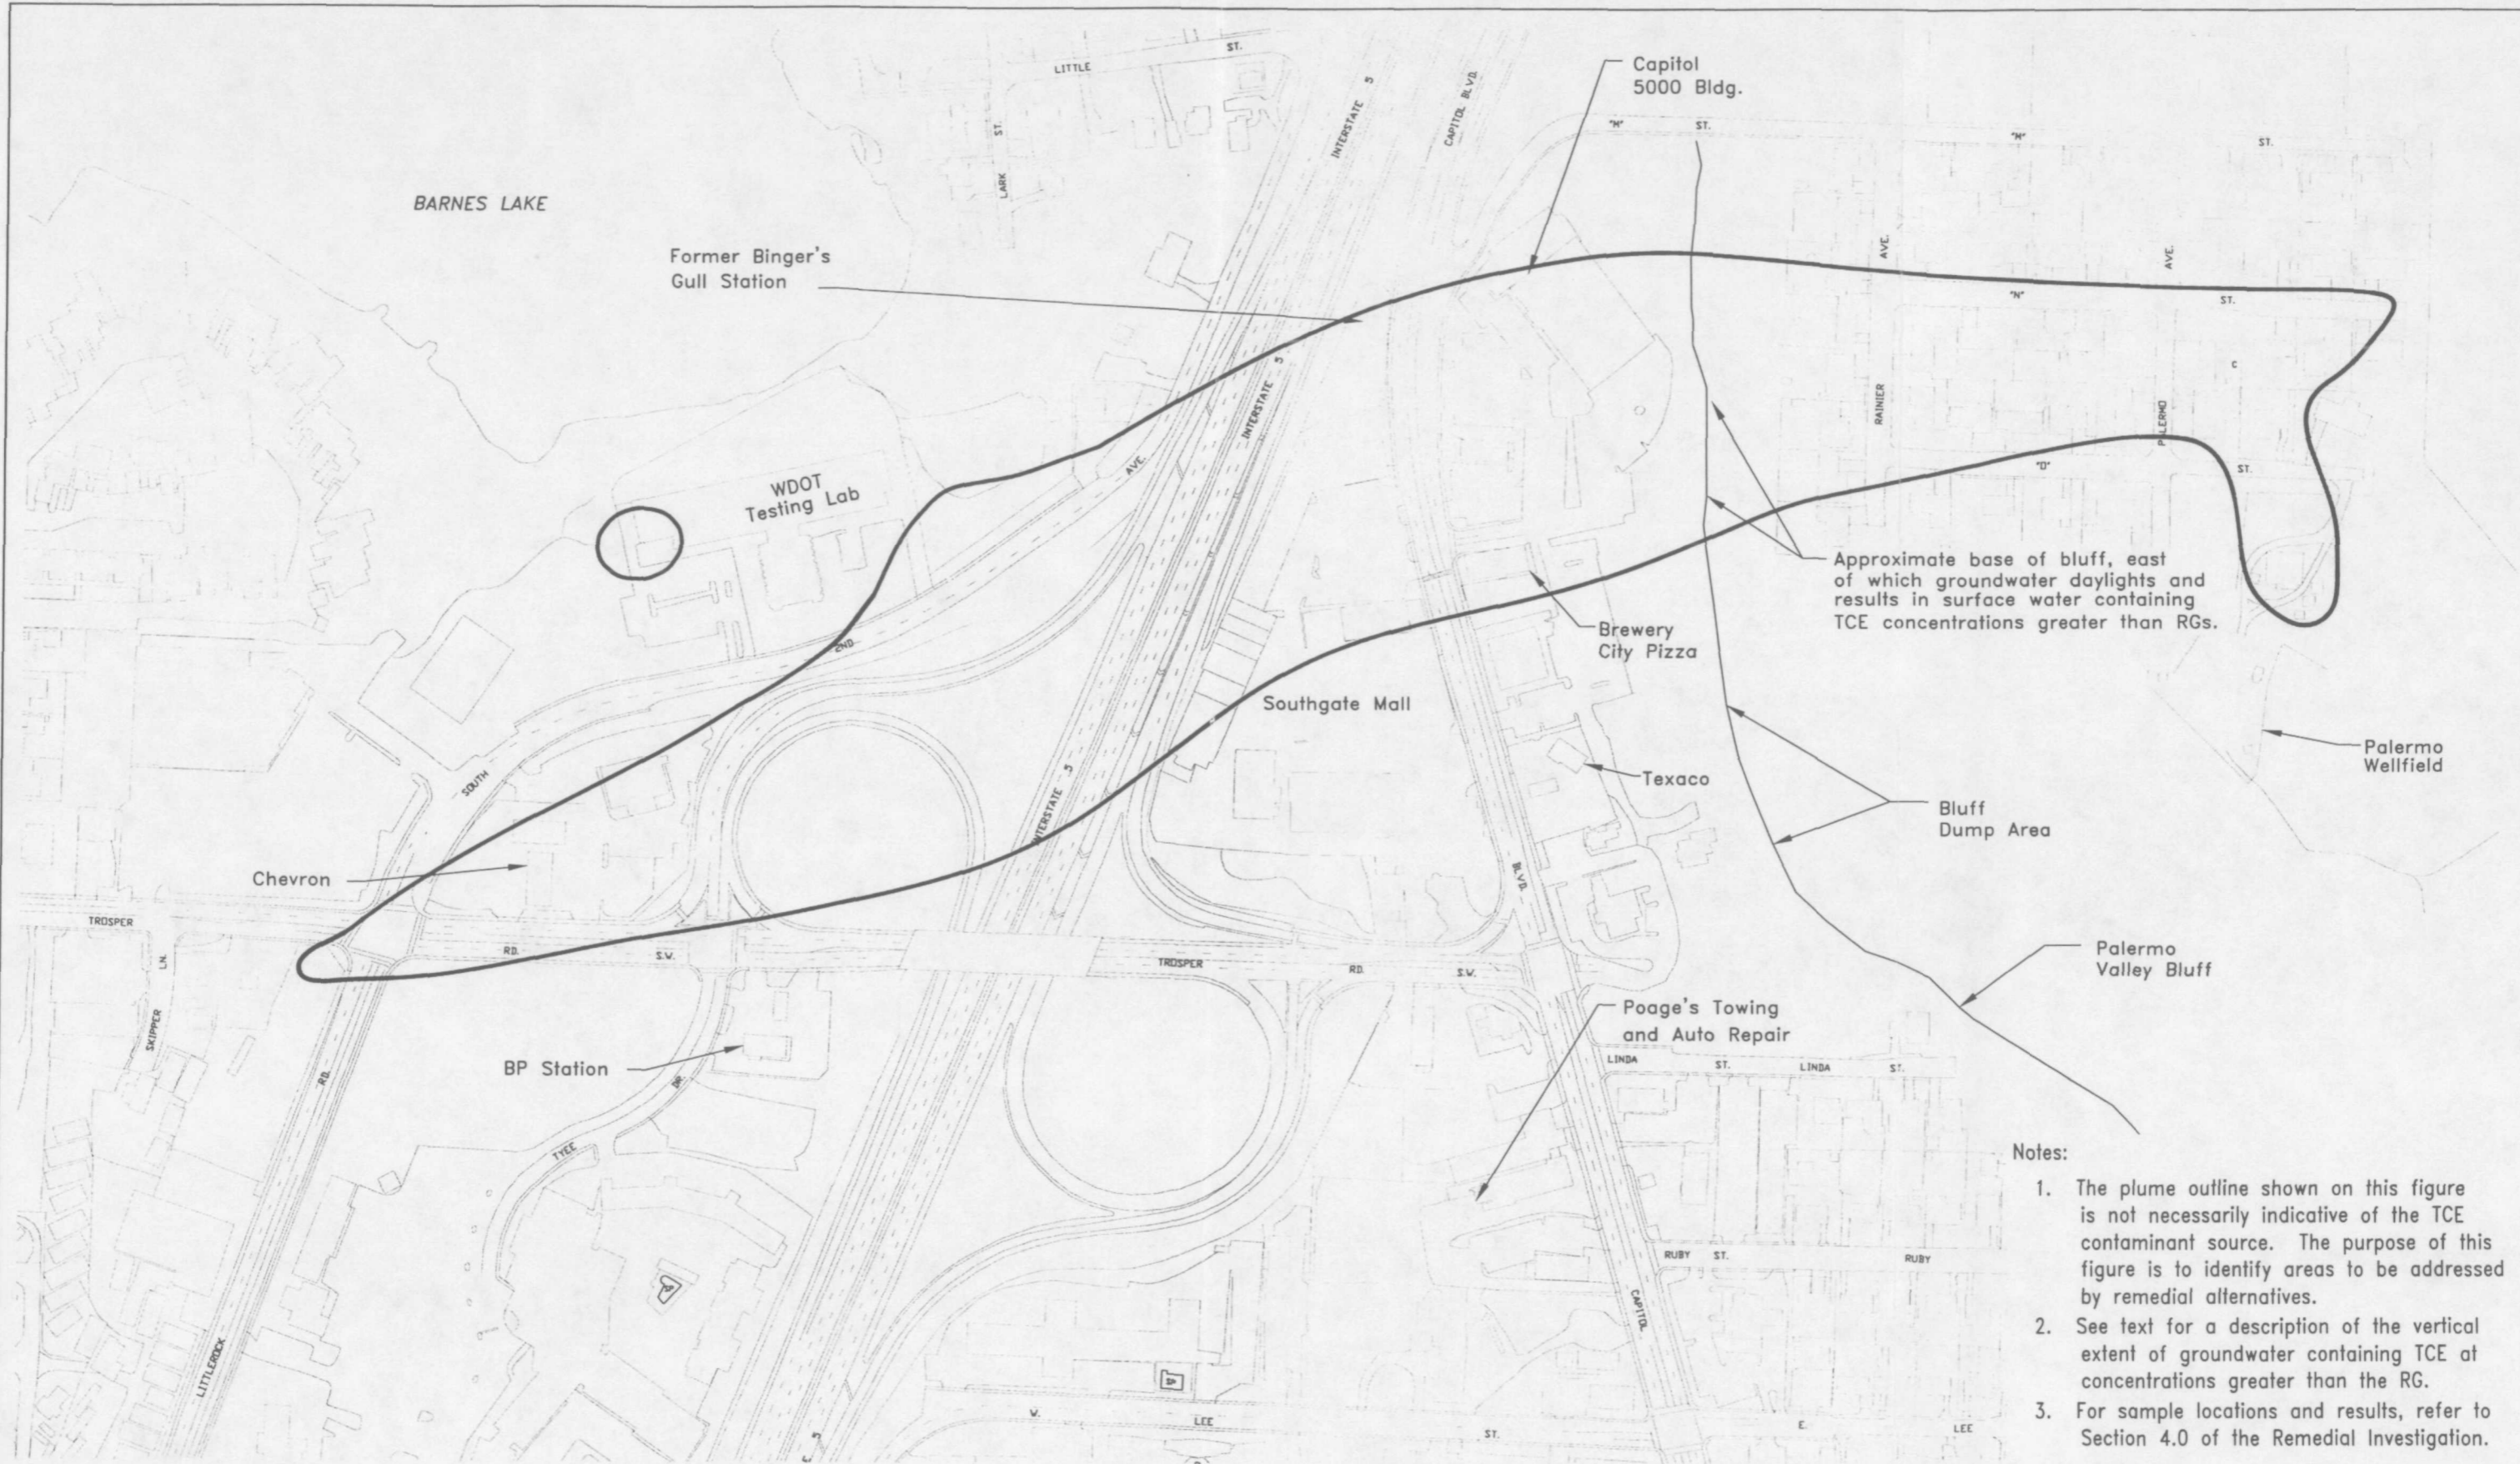 LITTLE
ST.
LARK
ST.
INTERSTATE 5
CAPITOL BLVD.
Capitol
5000 Bldg.
"M"
ST.
"M"
ST.
BARNES LAKE
Former Binger's
Gull Station
AVE.
AVE.
"N"
ST.
INTERSTATE 5
RAINIER
PALERMO
C
"O"
ST.
AVE.
WDOT
Testing Lab
2ND.
SOUTH
Approximate base of bluff, east
of which groundwater daylights and
results in surface water containing
TCE concentrations greater than RGs.
Brewery
City Pizza
Southgate Mall
Palermo
Wellfield
Texaco
INTERSTATE 5
Bluff
Dump Area
Chevron
BLVD.
TROSPER
RD.
S.W.
TROSPER
RD.
S.W.
LN.
SKIPPER
Palermo
Valley Bluff
Poage's Towing
and Auto Repair
BP Station
RD.
DR.
TYEE
LINDA
ST.
LINDA
ST.
RUBY ST.
RUBY
CAPITOL
LITTLEROCK
W.
LEE
ST.
E.
LEE
Notes:
1. The plume outline shown on this figure
is not necessarily indicative of the TCE
contaminant source. The purpose of this
figure is to identify areas to be addressed
by remedial alternatives.
2. See text for a description of the vertical
extent of groundwater containing TCE at
concentrations greater than the RG.
3. For sample locations and results, refer to
Section 4.0 of the Remedial Investigation.